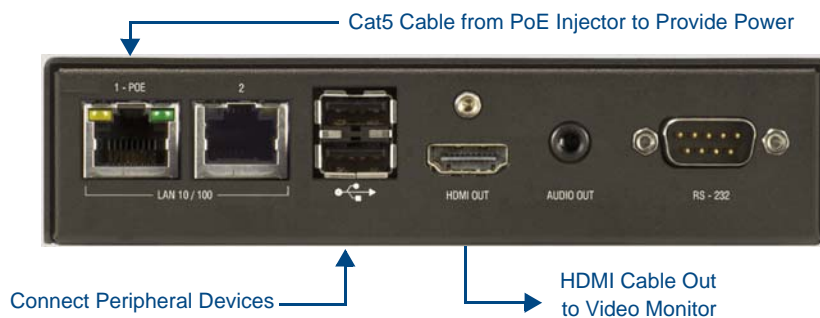 Cat5 Cable from PoE Injector to Provide Power
1 - POE
2
LAN 10 / 100
HDMI OUT
AUDIO OUT
RS - 232
Connect Peripheral Devices
HDMI Cable Out
to Video Monitor